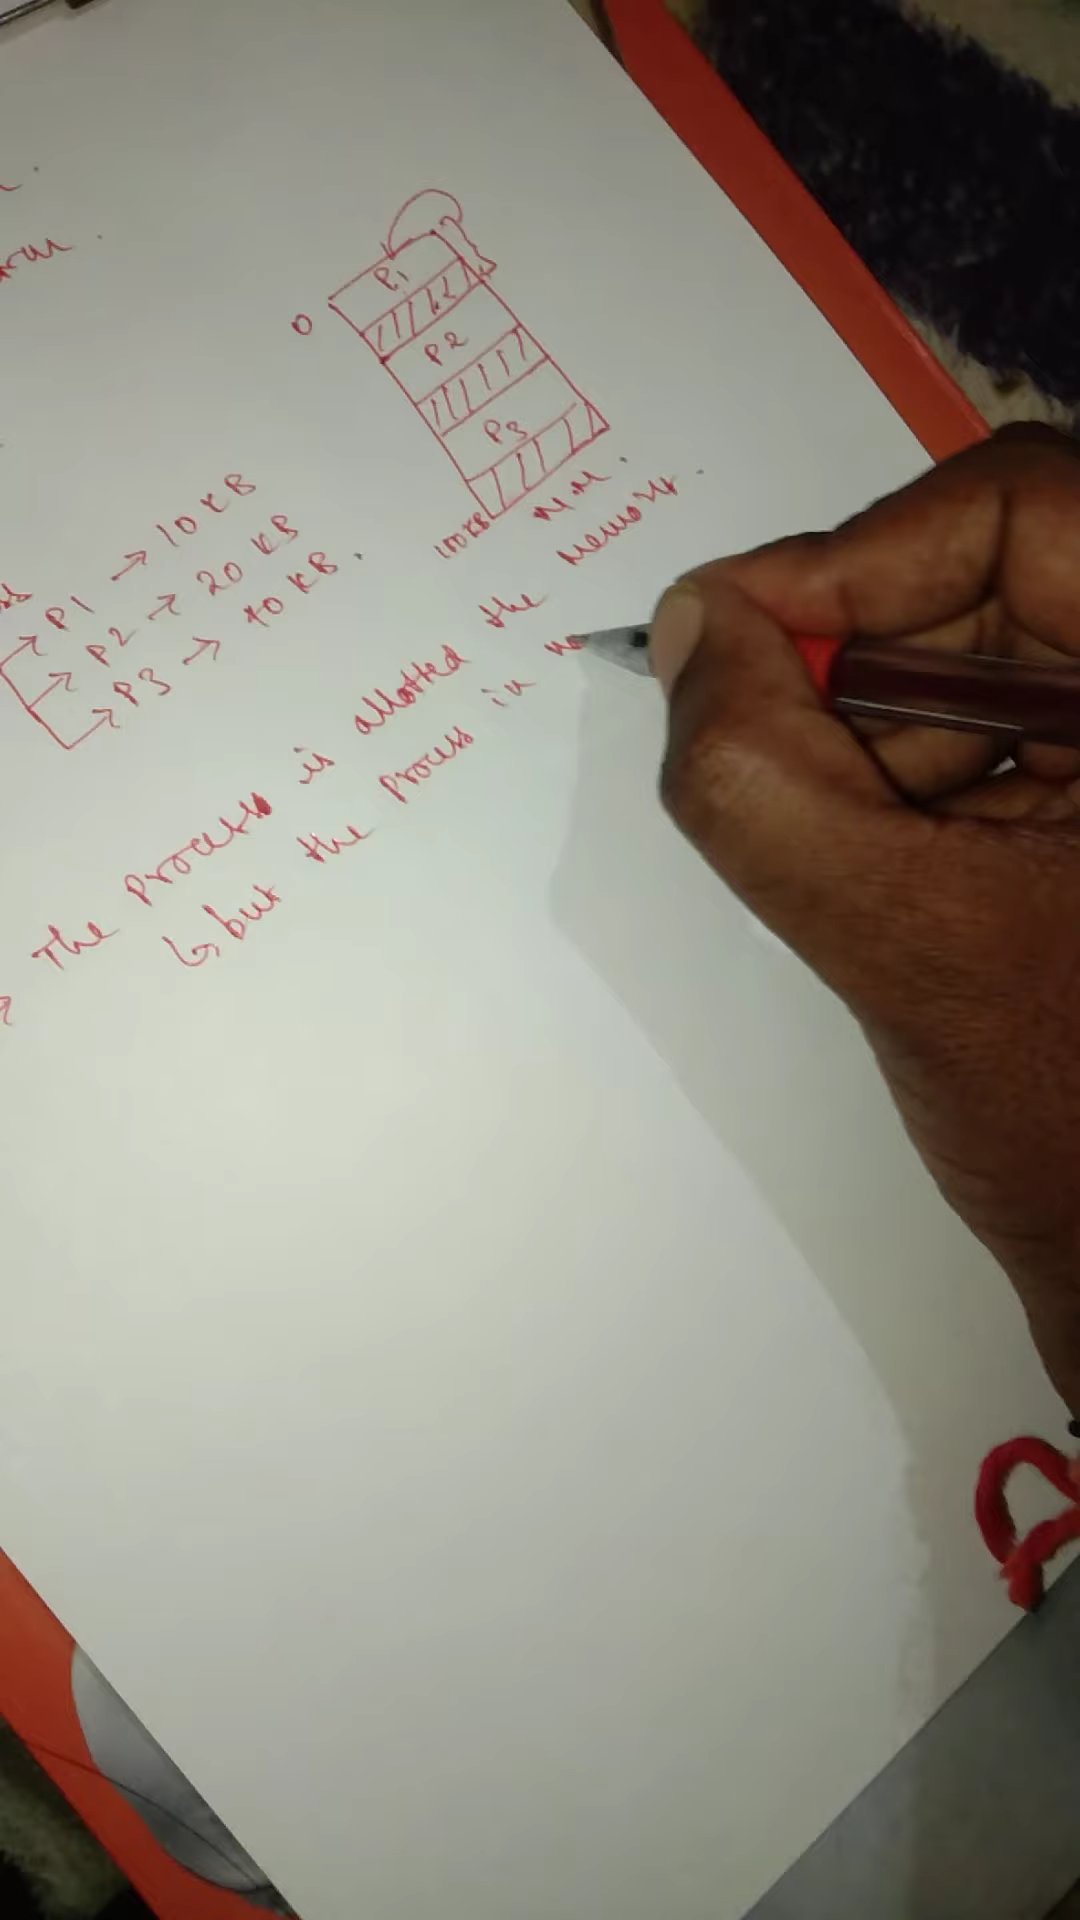 0
P1
P2
P3
100KB
M.M.
P1 → 10 KB
P2 → 20 KB
P3 → 40 KB.
The Process is allotted the memory.
↳ but the Process in